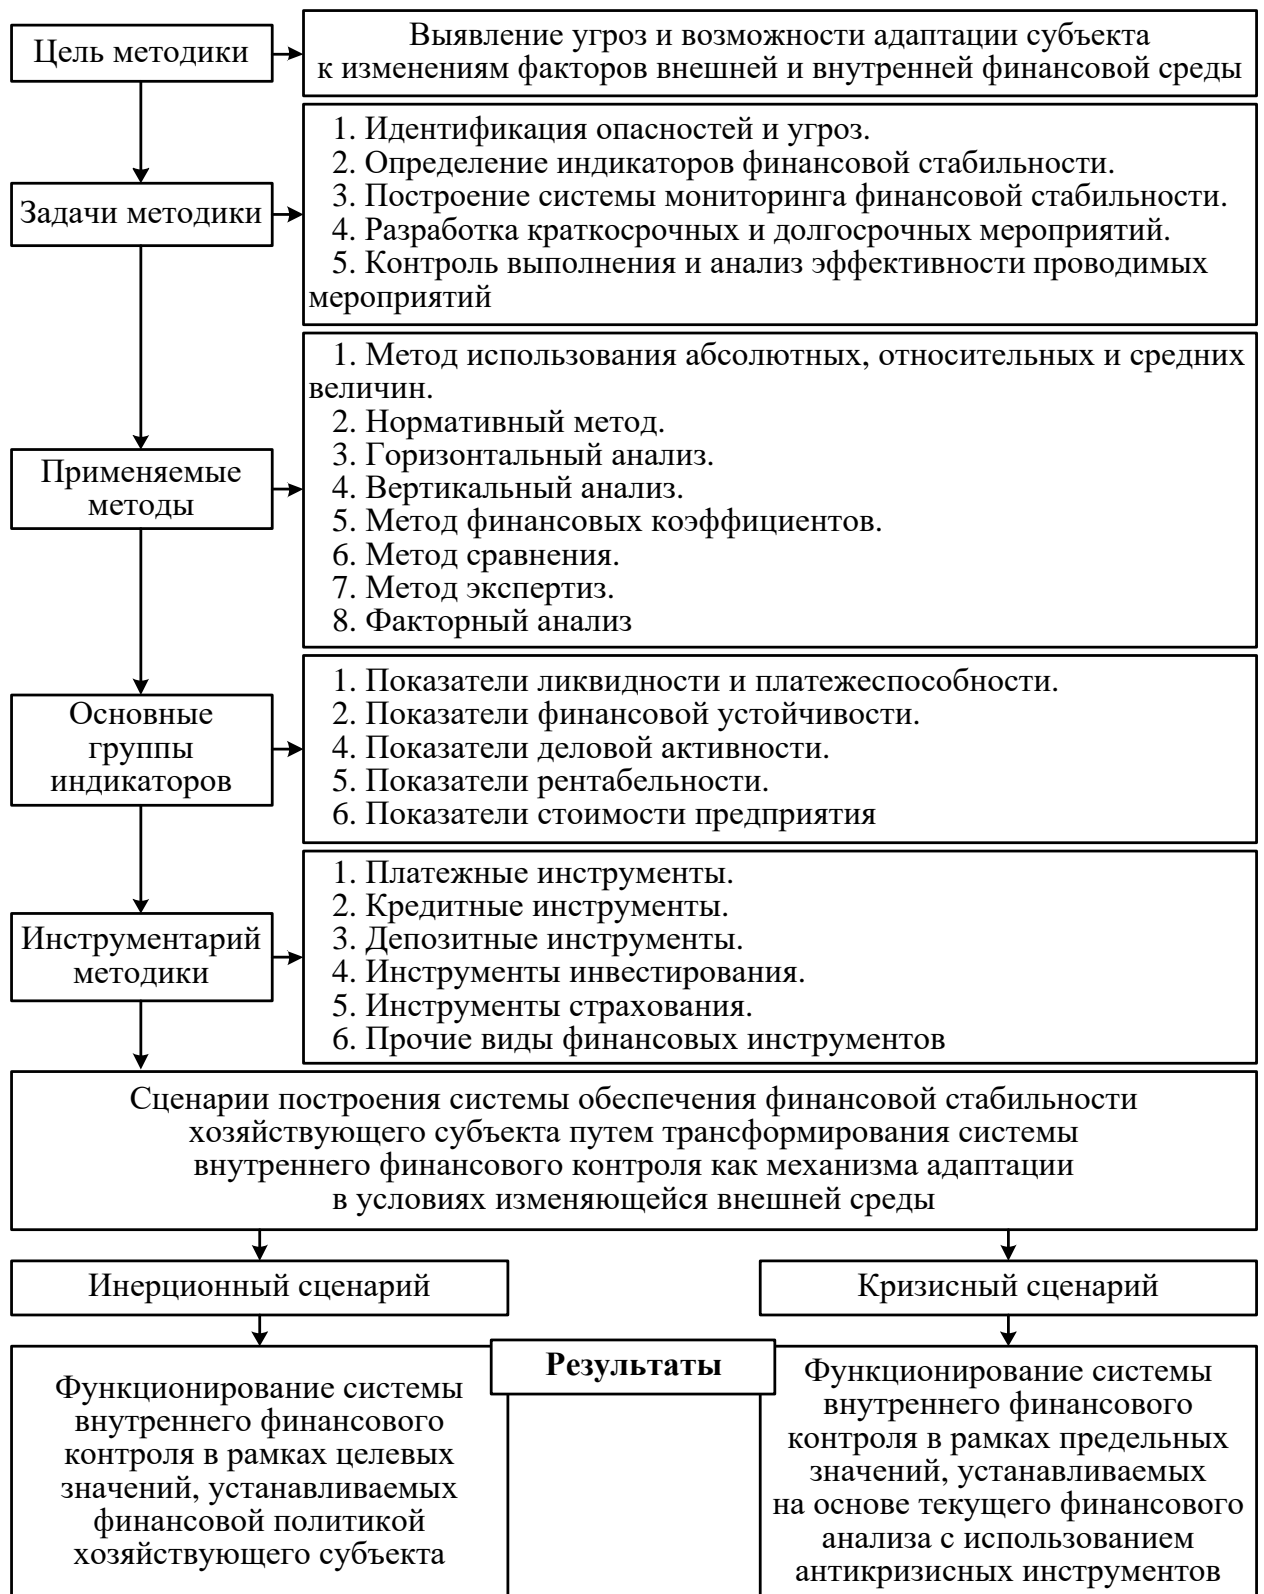 Цель методики
Выявление угроз и возможности адаптации субъекта
к изменениям факторов внешней и внутренней финансовой среды
Задачи методики
1. Идентификация опасностей и угроз.
2. Определение индикаторов финансовой стабильности.
3. Построение системы мониторинга финансовой стабильности.
4. Разработка краткосрочных и долгосрочных мероприятий.
5. Контроль выполнения и анализ эффективности проводимых
мероприятий
Применяемые
методы
1. Метод использования абсолютных, относительных и средних
величин.
2. Нормативный метод.
3. Горизонтальный анализ.
4. Вертикальный анализ.
5. Метод финансовых коэффициентов.
6. Метод сравнения.
7. Метод экспертиз.
8. Факторный анализ
Основные
группы
индикаторов
1. Показатели ликвидности и платежеспособности.
2. Показатели финансовой устойчивости.
4. Показатели деловой активности.
5. Показатели рентабельности.
6. Показатели стоимости предприятия
Инструментарий
методики
1. Платежные инструменты.
2. Кредитные инструменты.
3. Депозитные инструменты.
4. Инструменты инвестирования.
5. Инструменты страхования.
6. Прочие виды финансовых инструментов
Сценарии построения системы обеспечения финансовой стабильности
хозяйствующего субъекта путем трансформирования системы
внутреннего финансового контроля как механизма адаптации
в условиях изменяющейся внешней среды
Инерционный сценарий
Кризисный сценарий
Результаты
Функционирование системы
внутреннего финансового
контроля в рамках целевых
значений, устанавливаемых
финансовой политикой
хозяйствующего субъекта
Функционирование системы
внутреннего финансового
контроля в рамках предельных
значений, устанавливаемых
на основе текущего финансового
анализа с использованием
антикризисных инструментов